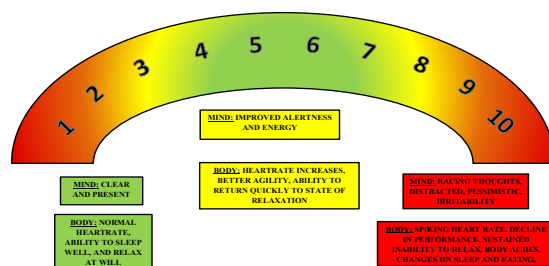 1 2 3 4 5 6 7 8 9 10
MIND: IMPROVED ALERTNESS
AND ENERGY
MIND: CLEAR
AND PRESENT
BODY: HEARTRATE INCREASES,
BETTER AGILITY, ABILITY TO
RETURN QUICKLY TO STATE OF
RELAXATION
MIND: RACING THOUGHTS,
DISTRACTED, PESSIMISTIC,
IRRITABILITY
BODY: NORMAL
HEARTRATE,
ABILITY TO SLEEP
WELL, AND RELAX
AT WILL
BODY: SPIKING HEART RATE, DECLINE
IN PERFORMANCE, SUSTAINED
INABILITY TO RELAX, BODY ACHES,
CHANGES IN SLEEP AND EATING,